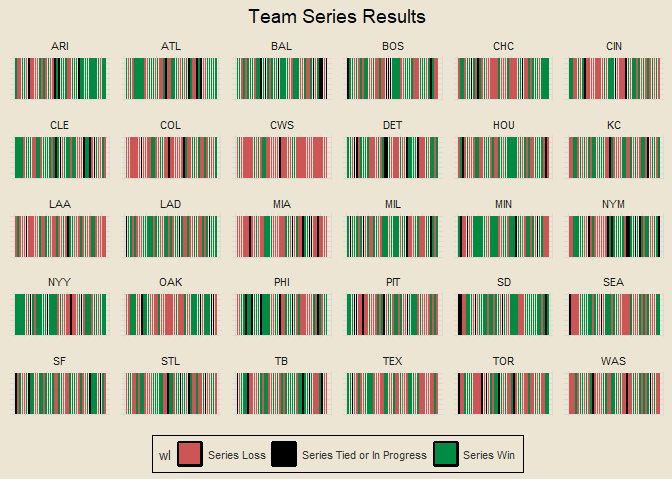 Team Series Results
ARI ATL BAL BOS CHC CIN
CLE COL CWS DET HOU KC
LAA LAD MIA MIL MIN NYM
NYY OAK PHI PIT SD SEA
SF STL TB TEX TOR WAS
wl Series Loss Series Tied or In Progress Series Win